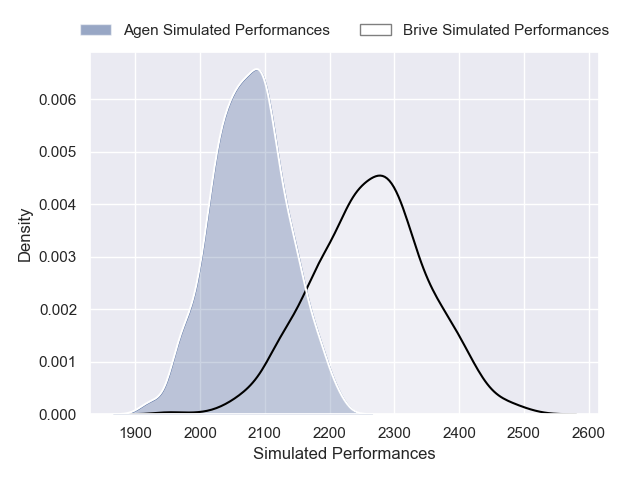 Agen Simulated Performances Brive Simulated Performances
0.006
0.005
0.004
0.003
0.002
0.001
0.000
Density
1900 2000 2100 2200 2300 2400 2500 2600
Simulated Performances